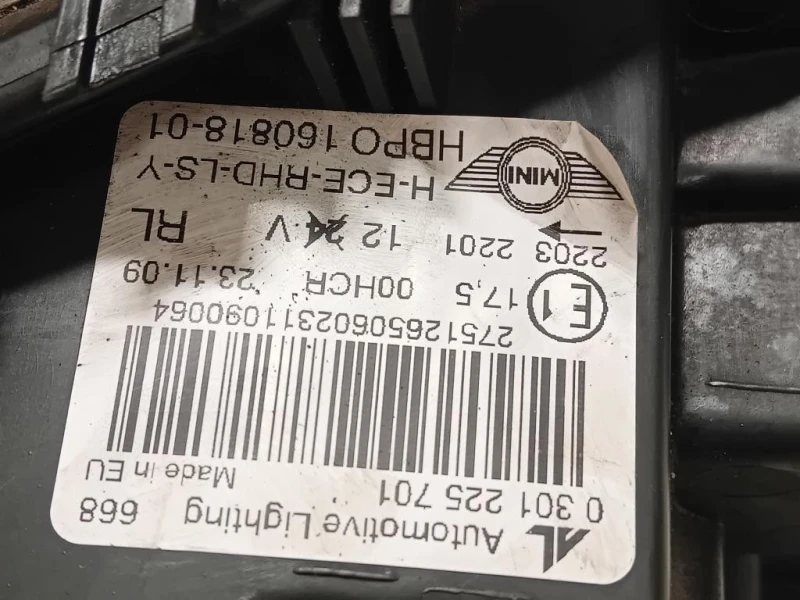 AL Automotive Lighting 668
0 301 225 701 Made in EU
27512650602311090064
E1 17,5 00HCR 23.11.09
2203 2201 12 24 V RL
MINI H-ECE-RHD-LS-Y
HBPO 160818-01